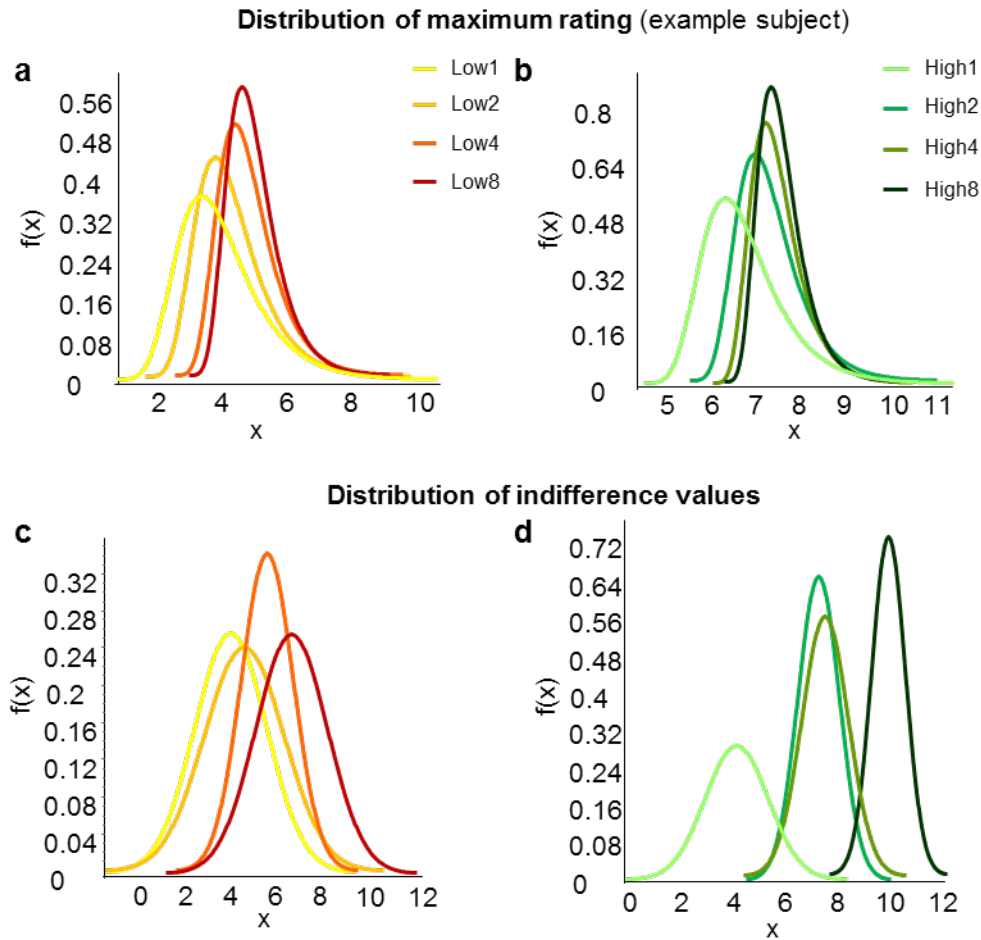 Distribution of maximum rating (example subject)
a
Low1
Low2
Low4
Low8
0.56
0.48
0.4
0.32
0.24
0.16
0.08
0
f(x)
2 4 6 8 10
x
b
High1
High2
High4
High8
0.8
0.64
0.48
0.32
0.16
0
f(x)
5 6 7 8 9 10 11
x
Distribution of indifference values
c
0.32
0.28
0.24
0.2
0.16
0.12
0.08
0.04
0
f(x)
0 2 4 6 8 10 12
x
d
0.72
0.64
0.56
0.48
0.40
0.32
0.24
0.16
0.08
0
f(x)
0 2 4 6 8 10 12
x